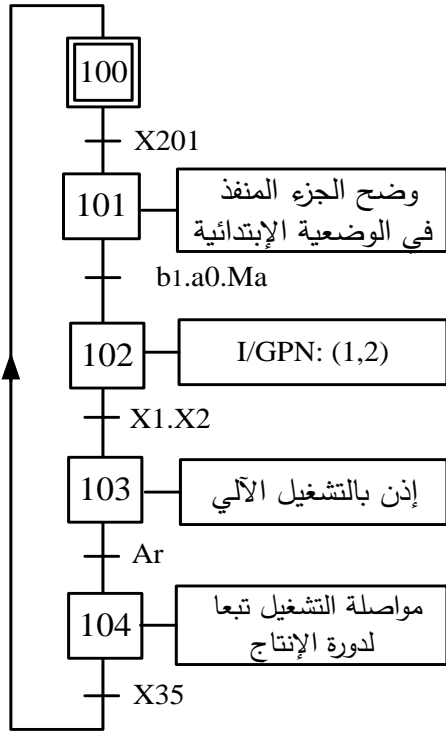 100
X201
101
وضح الجزء المنفذ
في الوضعية الإبتدائية
b1.a0.Ma
102
I/GPN: (1,2)
X1.X2
103
إذن بالتشغيل الآلي
Ar
104
مواصلة التشغيل تبعا
لدورة الإنتاج
X35